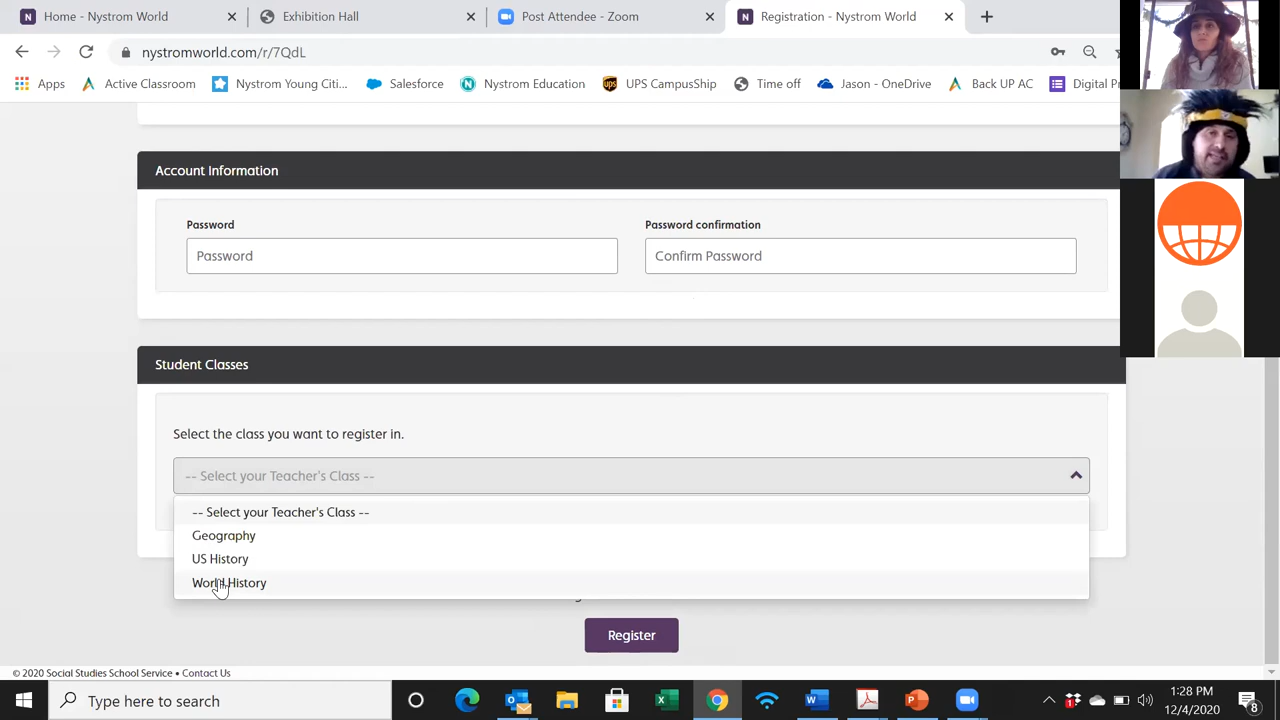 Home - Nystrom World
Exhibition Hall
Post Attendee - Zoom
Registration - Nystrom World
nystromworld.com/r/7QdL
Apps
Active Classroom
Nystrom Young Citi...
Salesforce
Nystrom Education
UPS CampusShip
Time off
Jason - OneDrive
Back UP AC
Digital Pr
Account Information
Password
Password confirmation
Password
Confirm Password
Student Classes
Select the class you want to register in.
-- Select your Teacher's Class --
-- Select your Teacher's Class --
Geography
US History
World History
Register
© 2020 Social Studies School Service • Contact Us
Type here to search
1:28 PM
12/4/2020
8